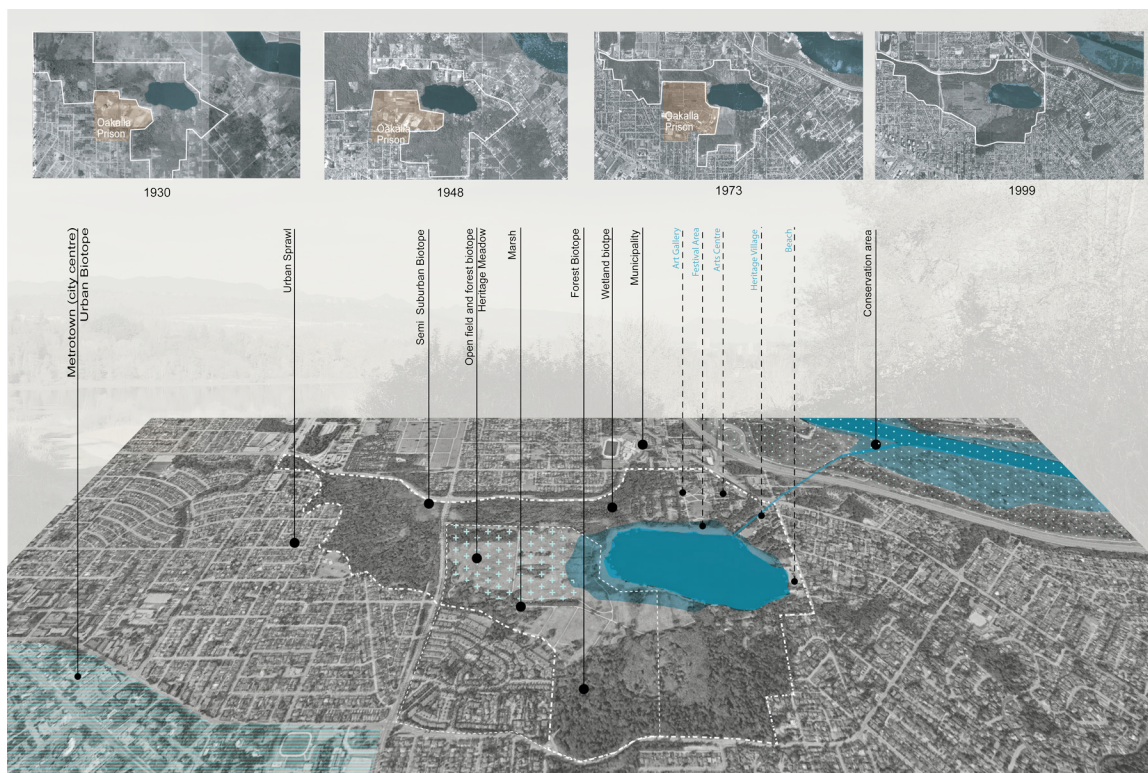 Oakalla
Prison
Oakalla
Prison
Oakalla
Prison
1930
1948
1973
1999
Metrotown (city centre)
Urban Biotope
Urban Sprawl
Semi Suburban Biotope
Open field and forest biotope
Heritage Meadow
Marsh
Forest Biotope
Wetland biotpe
Municipality
Art Gallery
Festival Area
Arts Centre
Heritage Village
Beach
Conservation area